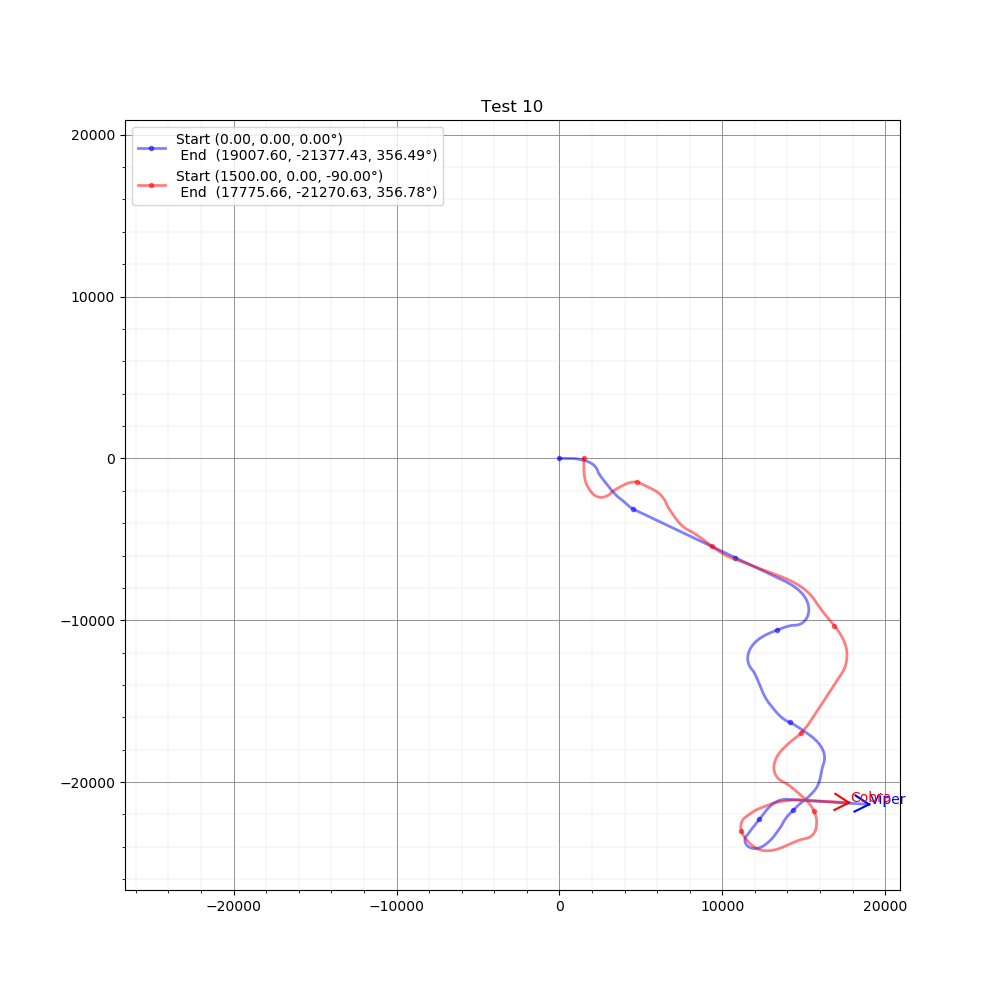 Test 10
Start (0.00, 0.00, 0.00°)
End (19007.60, -21377.43, 356.49°)
Start (1500.00, 0.00, -90.00°)
End (17775.66, -21270.63, 356.78°)
20000
10000
0
−10000
−20000
Cobra
Viper
−20000 −10000 0 10000 20000